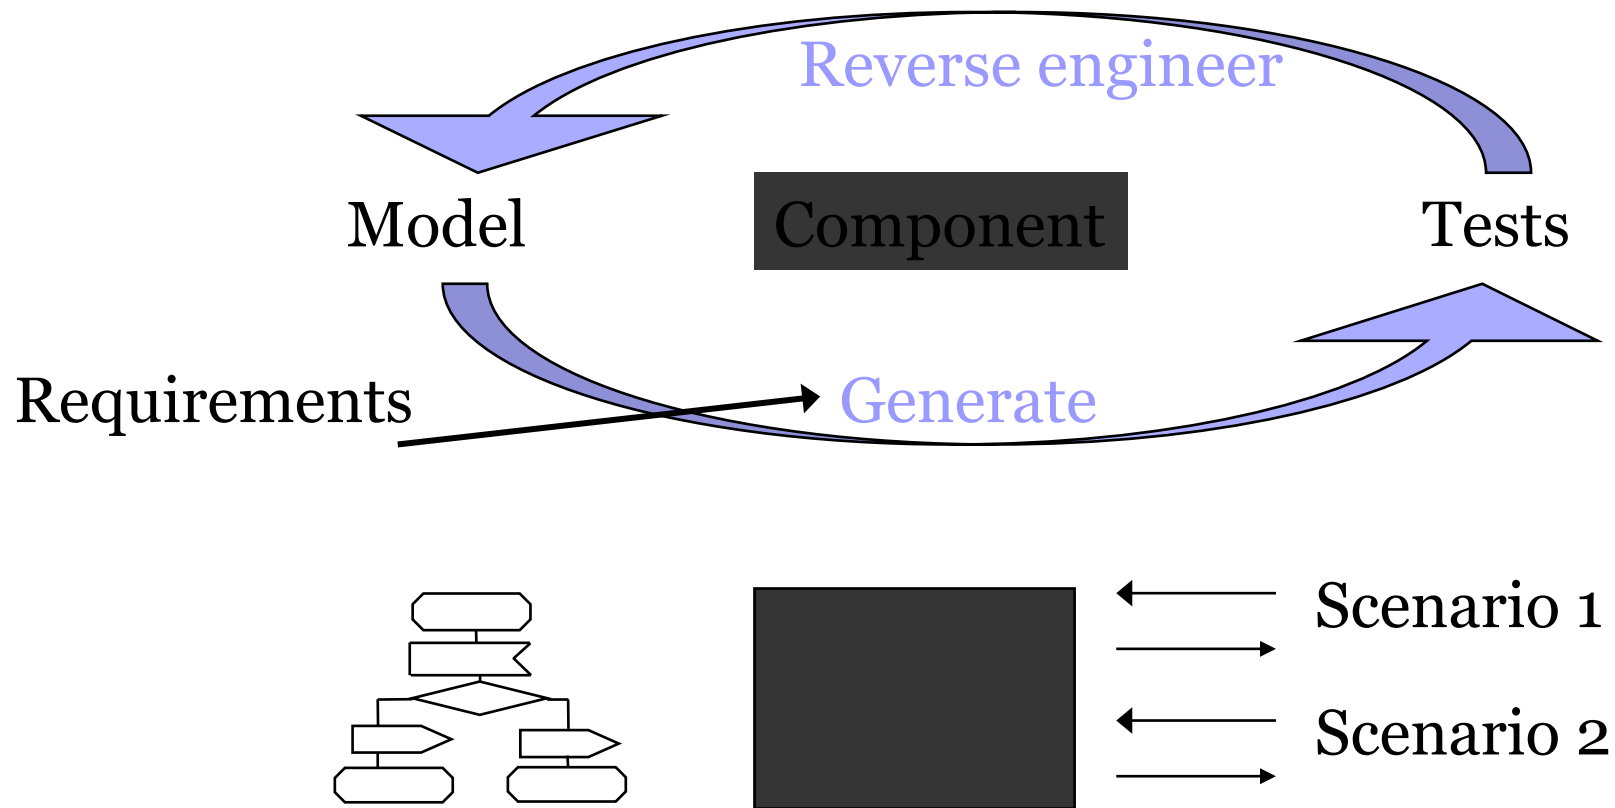 Reverse engineer
Model
Component
Tests
Requirements
Generate
Scenario 1
Scenario 2